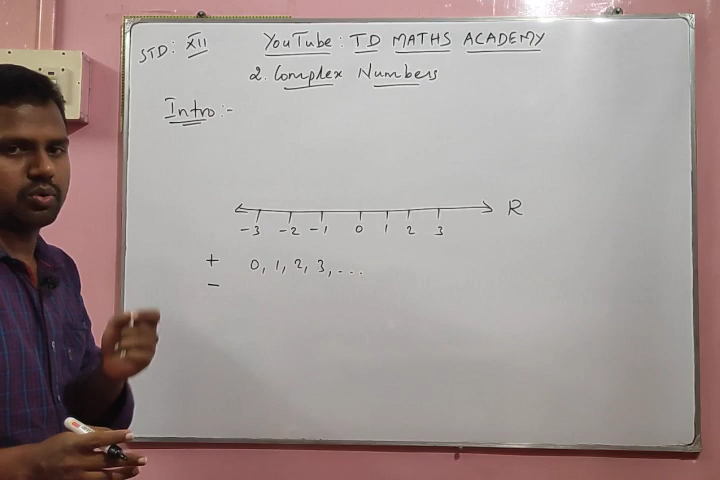 STD: XII
YouTube: TD MATHS ACADEMY
2. Complex Numbers
Intro:-
R
-3 -2 -1 0 1 2 3
+ 0, 1, 2, 3, ...
-